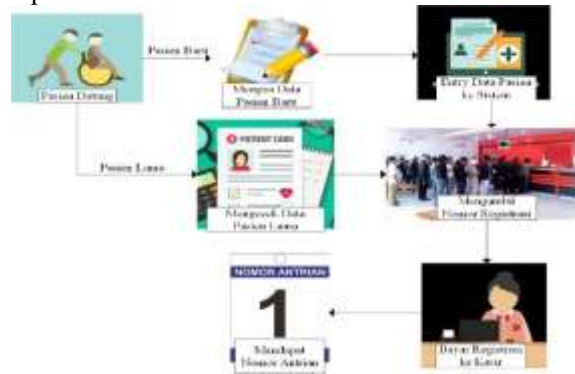 Pasien Baru
Pasien Datang
Mengisi Data
Pasien Baru
Entry Data Pasien
ke Sistem
Pasien Lama
PATIENT CARD
Mengecek Data
Pasien Lama
Mengambil
Nomor Registrasi
NOMOR ANTRIAN
1
Mendapat
Nomor Antrian
Bayar Registrasi
ke Kasir